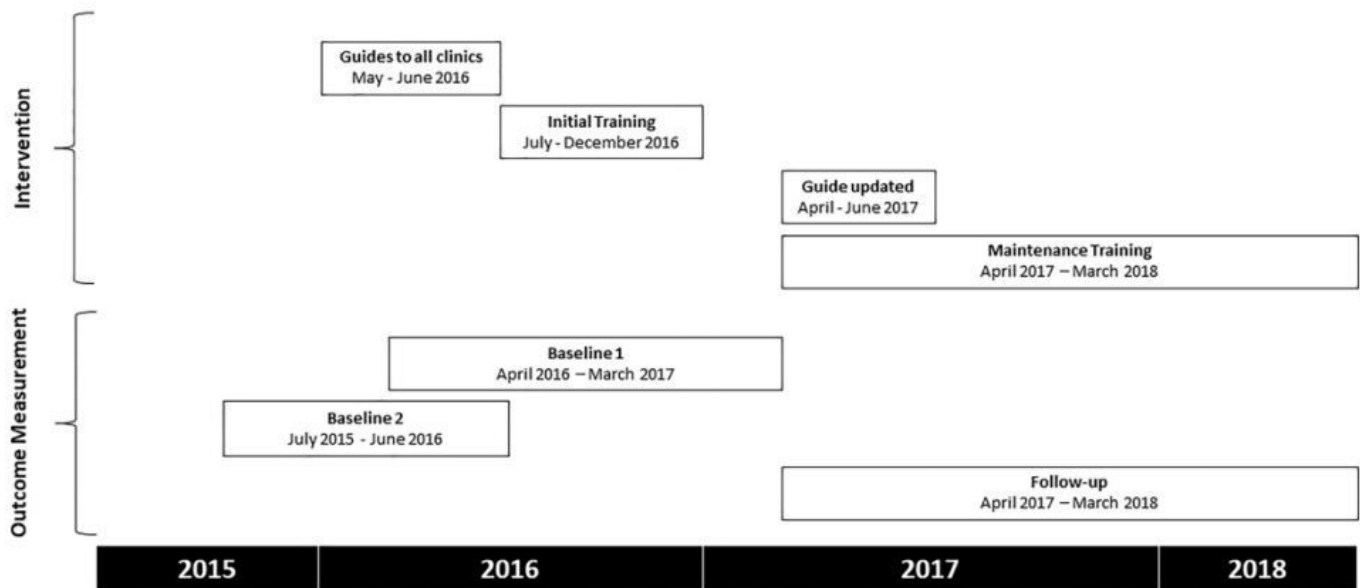 Intervention
Guides to all clinics
May - June 2016
Initial Training
July - December 2016
Guide updated
April - June 2017
Maintenance Training
April 2017 – March 2018
Outcome Measurement
Baseline 1
April 2016 – March 2017
Baseline 2
July 2015 - June 2016
Follow-up
April 2017 – March 2018
2015 2016 2017 2018